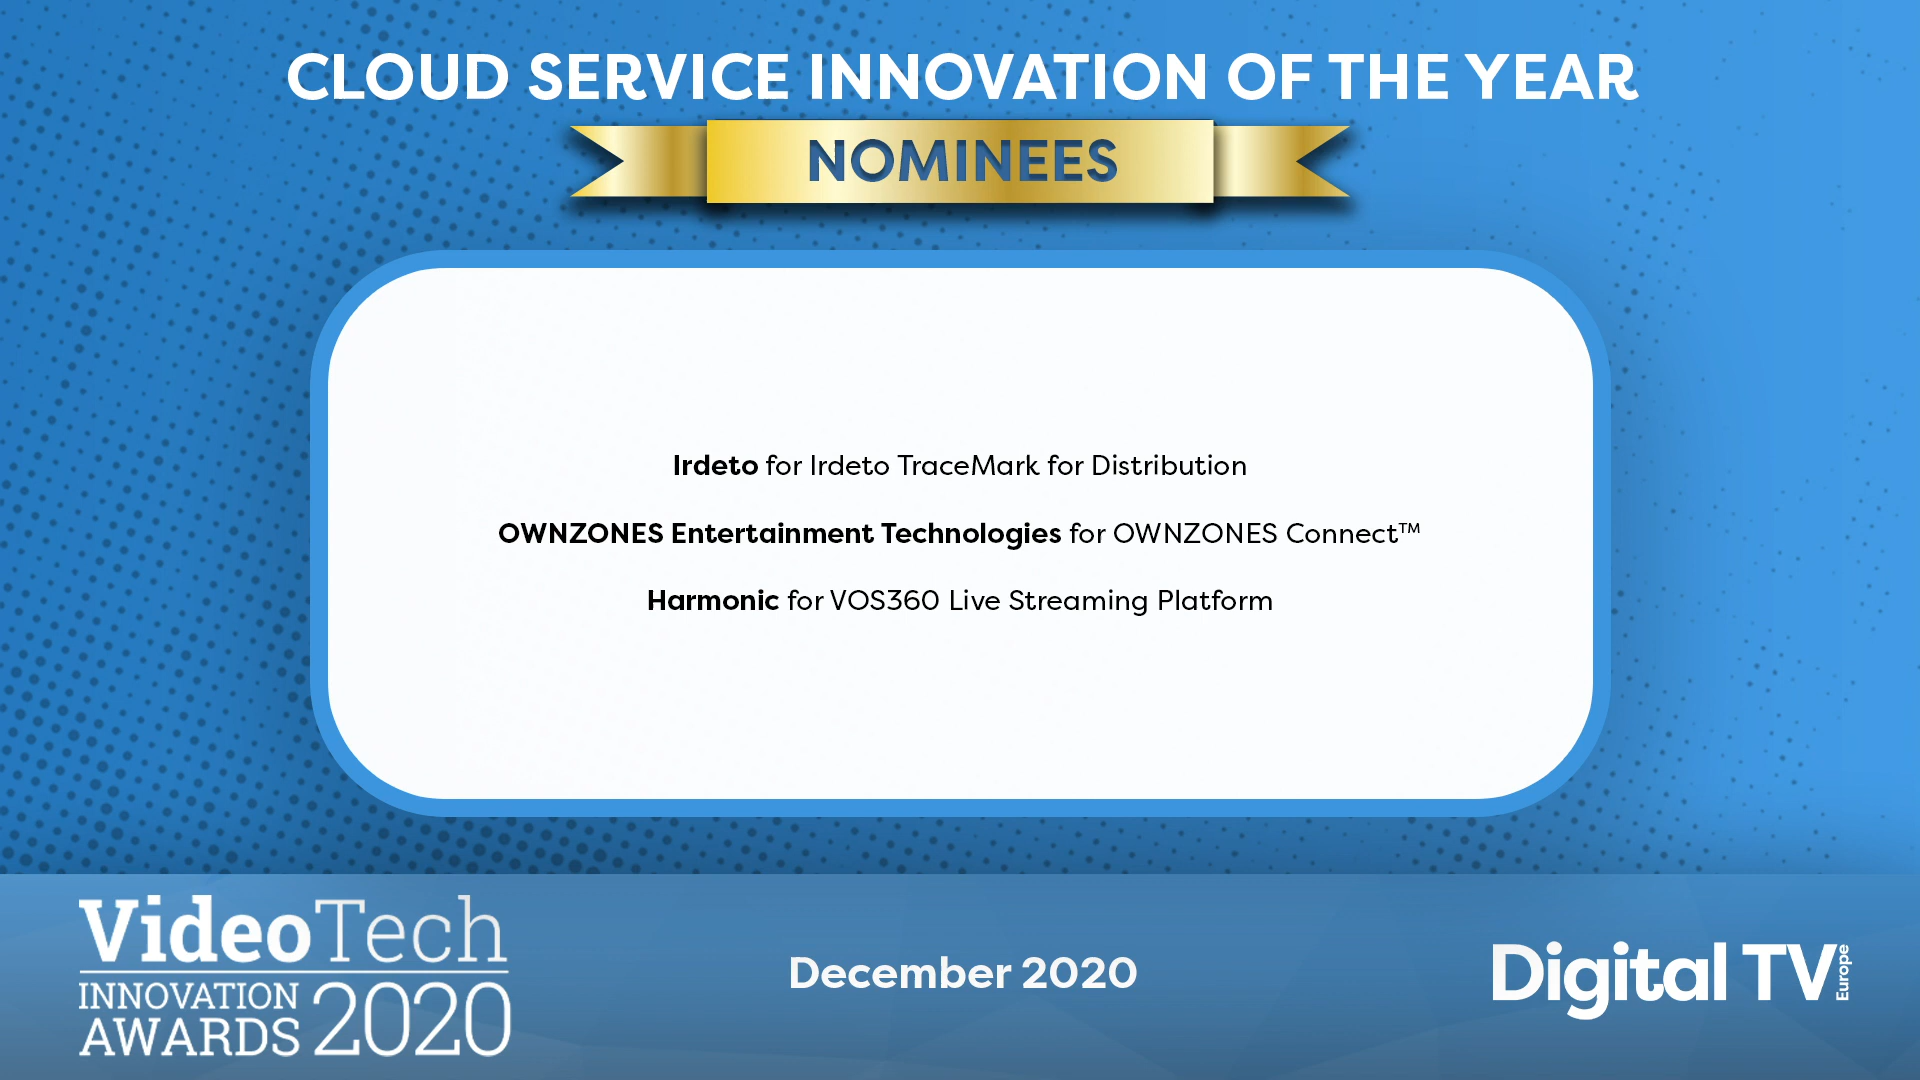 CLOUD SERVICE INNOVATION OF THE YEAR
NOMINEES
Irdeto for Irdeto TraceMark for Distribution
OWNZONES Entertainment Technologies for OWNZONES Connect™
Harmonic for VOS360 Live Streaming Platform
VideoTech
INNOVATION
AWARDS 2020
December 2020
Digital TV Europe